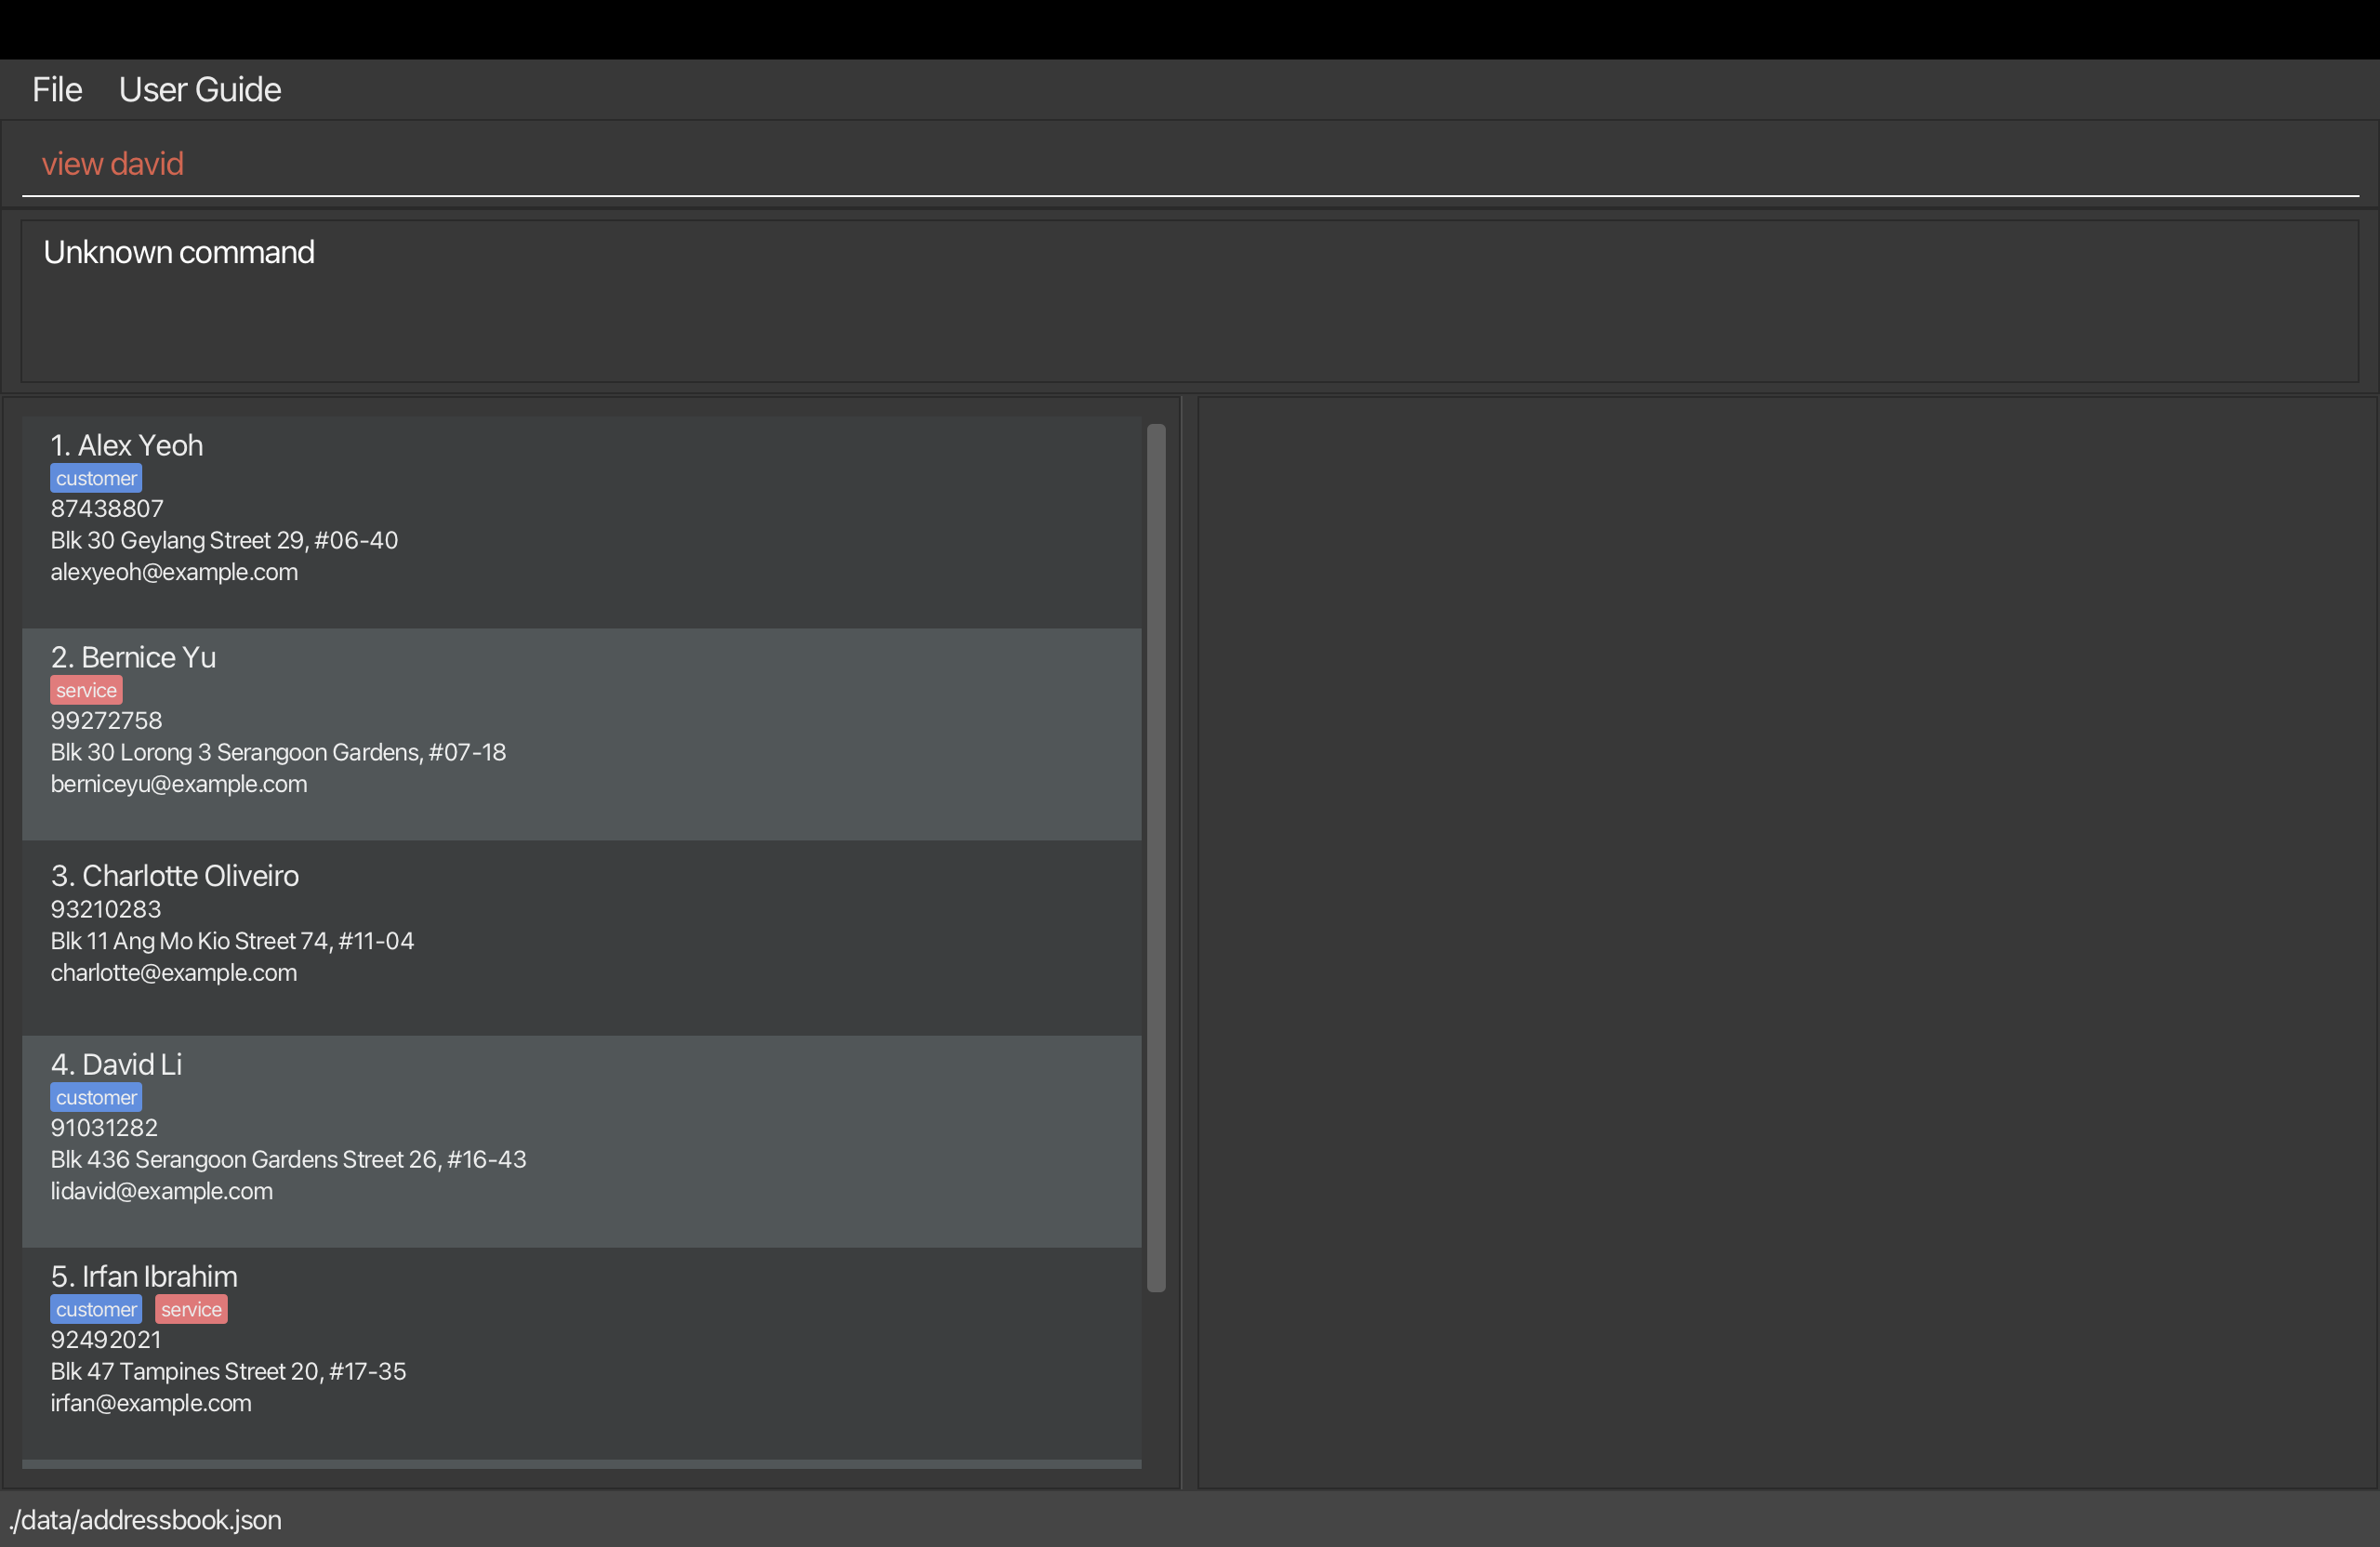 File User Guide
view david
Unknown command
1. Alex Yeoh
customer
87438807
Blk 30 Geylang Street 29, #06-40
alexyeoh@example.com
2. Bernice Yu
service
99272758
Blk 30 Lorong 3 Serangoon Gardens, #07-18
berniceyu@example.com
3. Charlotte Oliveiro
93210283
Blk 11 Ang Mo Kio Street 74, #11-04
charlotte@example.com
4. David Li
customer
91031282
Blk 436 Serangoon Gardens Street 26, #16-43
lidavid@example.com
5. Irfan Ibrahim
customer service
92492021
Blk 47 Tampines Street 20, #17-35
irfan@example.com
./data/addressbook.json